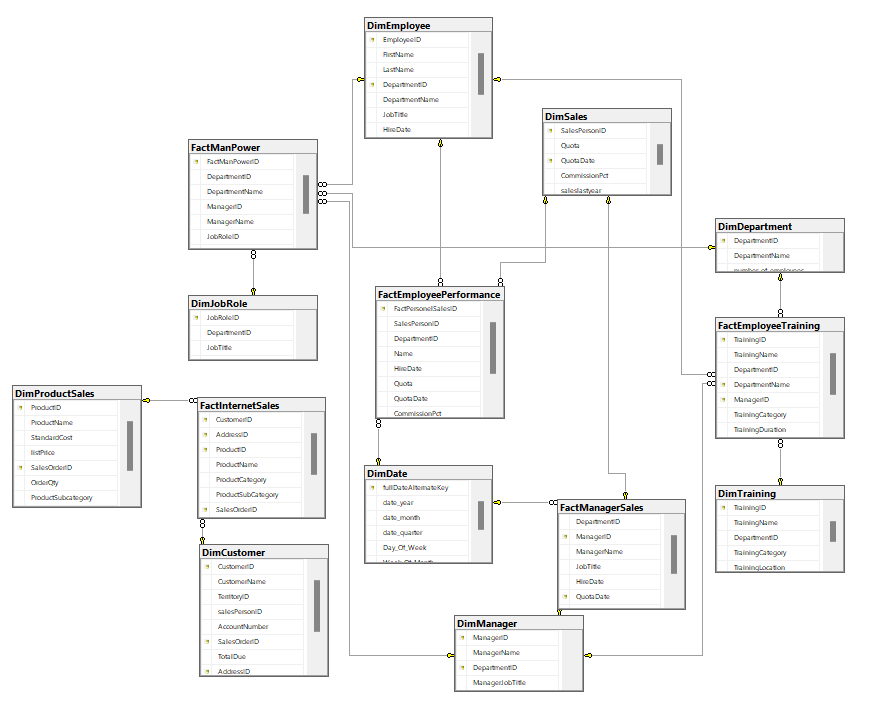 DimEmployee
EmployeeID
FirstName
LastName
DepartmentID
DepartmentName
JobTitle
HireDate
DimSales
SalesPersonID
Quota
QuotaDate
CommissionPct
saleslastyear
FactManPower
FactManPowerID
DepartmentID
DepartmentName
ManagerID
ManagerName
JobRoleID
DimDepartment
DepartmentID
DepartmentName
number_of_employees
DimJobRole
JobRoleID
DepartmentID
JobTitle
FactEmployeePerformance
FactPersonelSalesID
SalesPersonID
DepartmentID
Name
HireDate
Quota
QuotaDate
CommissionPct
FactEmployeeTraining
TrainingID
TrainingName
DepartmentID
DepartmentName
ManagerID
TrainingCategory
TrainingDuration
DimProductSales
ProductID
ProductName
StandardCost
listPrice
SalesOrderID
OrderQty
ProductSubcategory
FactInternetSales
CustomerID
AddressID
ProductID
ProductName
ProductCategory
ProductSubCategory
SalesOrderID
DimDate
fullDateAlternateKey
date_year
date_month
date_quarter
Day_Of_Week
Week_Of_Month
FactManagerSales
DepartmentID
ManagerID
ManagerName
JobTitle
HireDate
QuotaDate
DimTraining
TrainingID
TrainingName
DepartmentID
TrainingCategory
TrainingLocation
DimCustomer
CustomerID
CustomerName
TerritoryID
salesPersonID
AccountNumber
SalesOrderID
TotalDue
AddressID
DimManager
ManagerID
ManagerName
DepartmentID
ManagerJobTitle